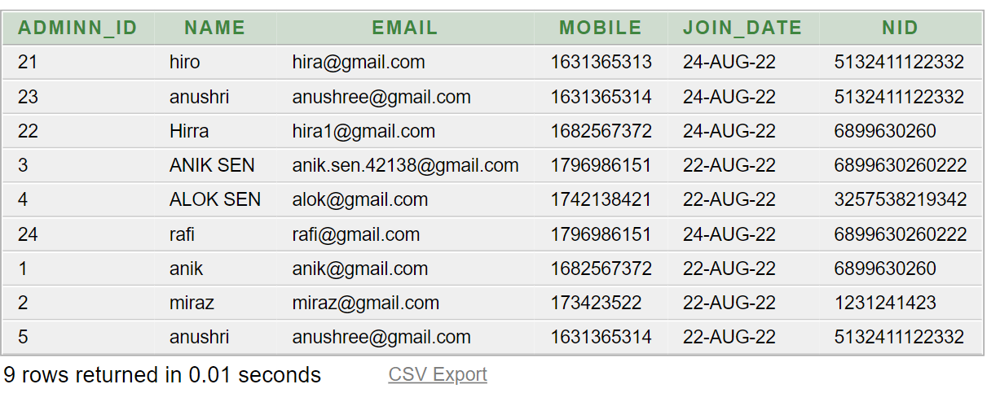 ADMINN_ID NAME EMAIL MOBILE JOIN_DATE NID
21 hiro hira@gmail.com 1631365313 24-AUG-22 5132411122332
23 anushri anushree@gmail.com 1631365314 24-AUG-22 5132411122332
22 Hirra hira1@gmail.com 1682567372 24-AUG-22 6899630260
3 ANIK SEN anik.sen.42138@gmail.com 1796986151 22-AUG-22 6899630260222
4 ALOK SEN alok@gmail.com 1742138421 22-AUG-22 3257538219342
24 rafi rafi@gmail.com 1796986151 24-AUG-22 6899630260222
1 anik anik@gmail.com 1682567372 22-AUG-22 6899630260
2 miraz miraz@gmail.com 173423522 22-AUG-22 1231241423
5 anushri anushree@gmail.com 1631365314 22-AUG-22 5132411122332
9 rows returned in 0.01 seconds CSV Export